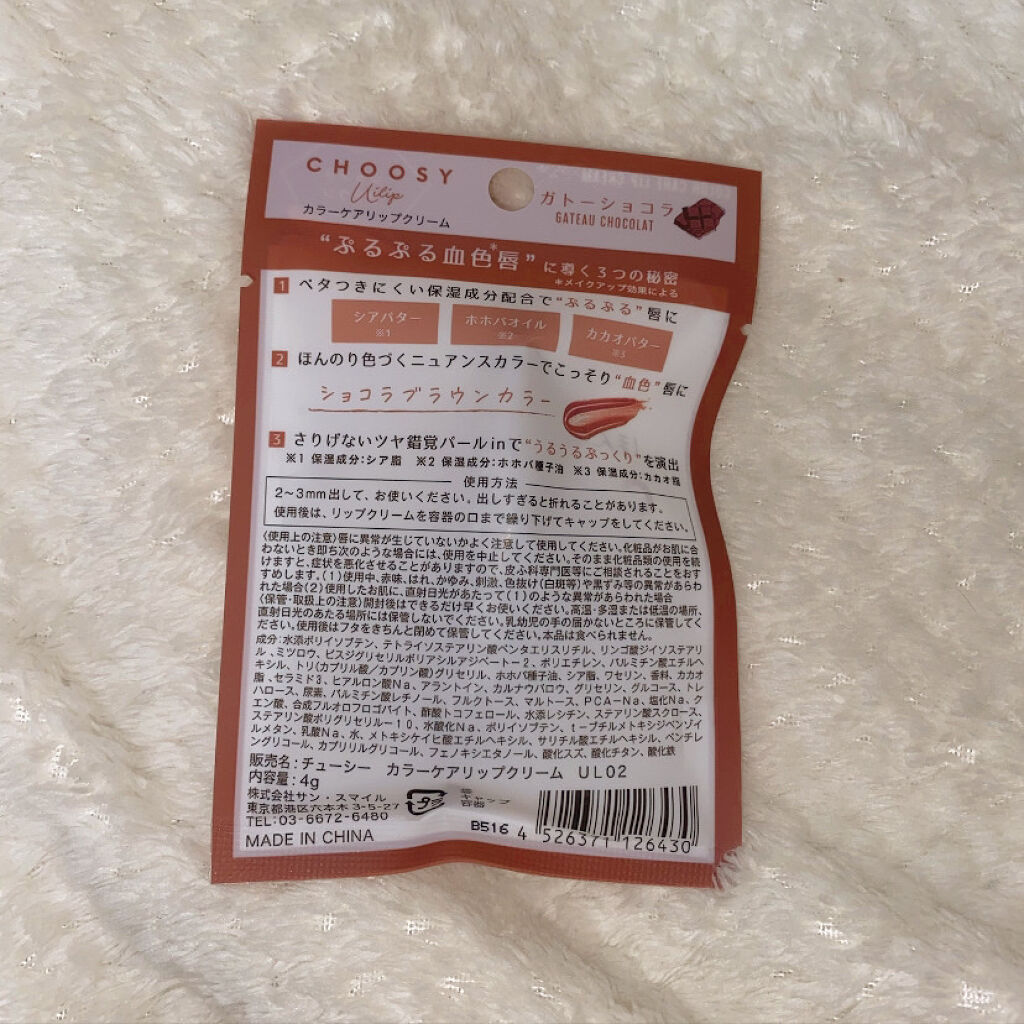 CHOOSY
Uilip
カラーケアリップクリーム
ガトーショコラ
GATEAU CHOCOLAT
“ぷるぷる血色唇”に導く3つの秘密
※メイクアップ効果による
1 ベタつきにくい保湿成分配合で“ぷるぷる”唇に
シアバター
※1
ホホバオイル
※2
カカオバター
※3
2 ほんのり色づくニュアンスカラーでこっそり“血色”唇に
ショコラブラウンカラー
3 さりげないツヤ錯覚パールinで“うるうるぷっくり”を演出
※1 保湿成分:シア脂 ※2 保湿成分:ホホバ種子油 ※3 保湿成分:カカオ脂
使用方法
2〜3mm出して、お使いください。出しすぎると折れることがあります。
使用後は、リップクリームを容器の口まで繰り下げてキャップをしてください。
〈使用上の注意〉唇に異常が生じていないかよく注意して使用してください。化粧品がお肌に合
わないとき即ち次のような場合には、使用を中止してください。そのまま化粧品類の使用を続
けますと、症状を悪化させることがありますので、皮ふ科専門医等にご相談されることをおす
すめします。(1)使用中、赤味、はれ、かゆみ、刺激、色抜け(白斑等)や黒ずみ等の異常があらわ
れた場合(2)使用したお肌に、直射日光があたって(1)のような異常があらわれた場合
〈保管・取扱上の注意〉開封後はできるだけ早くお使いください。高温・多湿または低温の場所、
直射日光のあたる場所には保管しないでください。乳幼児の手の届かないところに保管してく
ださい。使用後はフタをきちんと閉めて保管してください。本品は食べられません。
成分:水添ポリイソブテン、テトライソステアリン酸ペンタエリスリチル、リンゴ酸ジイソステアリ
ル、ミツロウ、ビスジグリセリルポリアシルアジペート-2、ポリエチレン、パルミチン酸エチルヘ
キシル、トリ(カプリル酸/カプリン酸)グリセリル、ホホバ種子油、シア脂、ワセリン、香料、カカオ
脂、セラミド3、ヒアルロン酸Na、アラントイン、カルナウバロウ、グリセリン、グルコース、トレ
ハロース、尿素、パルミチン酸レチノール、フルクトース、マルトース、PCA-Na、塩化Na、ク
エン酸、合成フルオロフロゴパイト、酢酸トコフェロール、水添レシチン、ステアリン酸スクロース、
ステアリン酸ポリグリセリル-10、水酸化Na、ポリイソブテン、t-ブチルメトキシジベンゾイ
ルメタン、乳酸Na、水、メトキシケイヒ酸エチルヘキシル、サリチル酸エチルヘキシル、ペンチレ
ングリコール、カプリリルグリコール、フェノキシエタノール、酸化スズ、酸化チタン、酸化鉄
販売名:チューシー カラーケアリップクリーム UL02
内容量:4g
株式会社サン・スマイル
東京都港区六本木3-5-27
TEL:03-6672-6480
MADE IN CHINA
プラ
キャップ
容器
B516
4 526371 126430